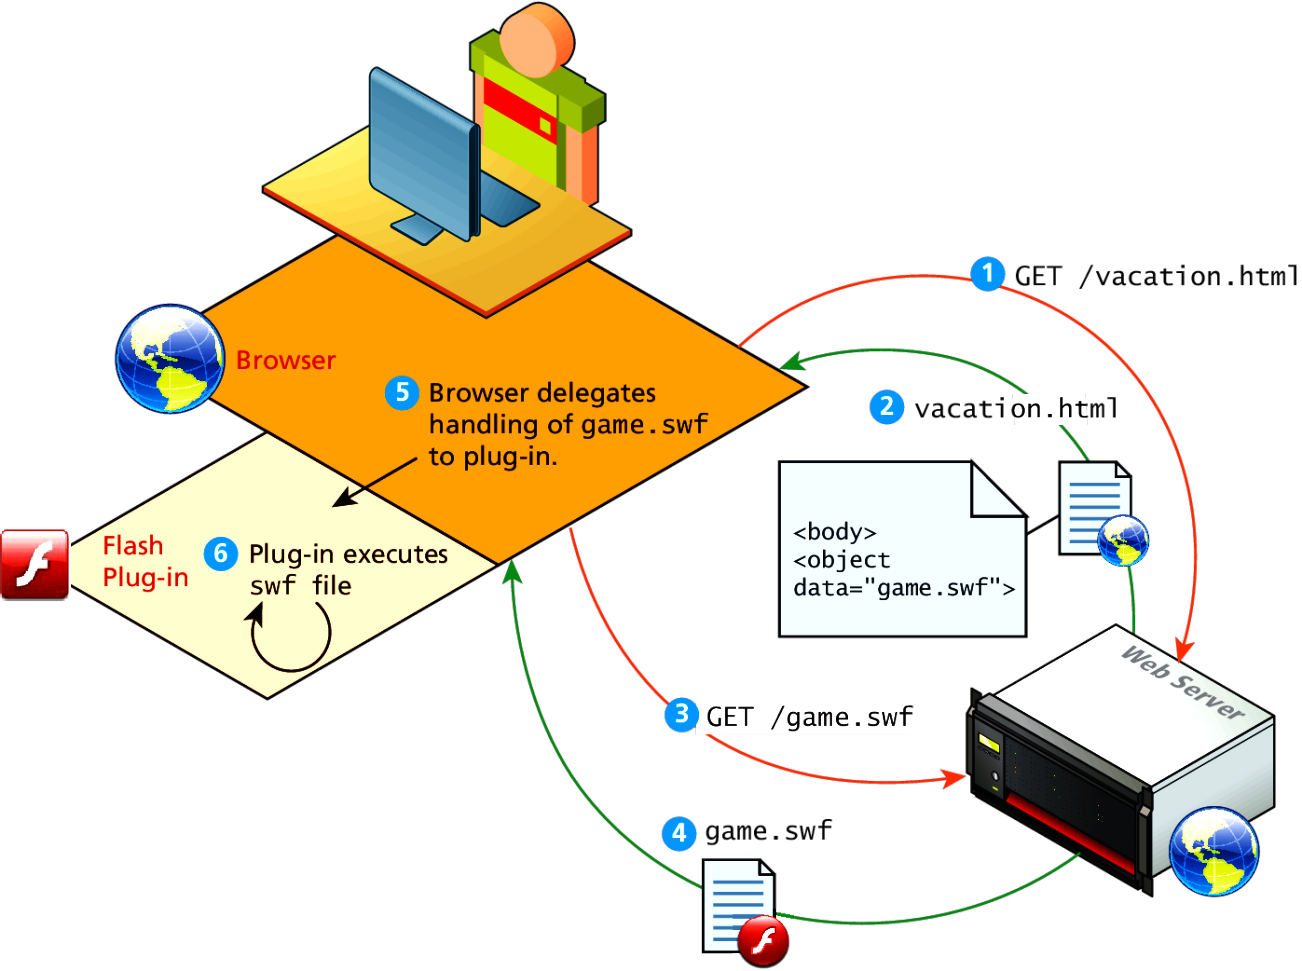 1 GET /vacation.html
Browser
5 Browser delegates
handling of game.swf
to plug-in.
2 vacation.html
<body>
<object
data="game.swf">
Flash
Plug-in
6 Plug-in executes
swf file
Web Server
3 GET /game.swf
4 game.swf